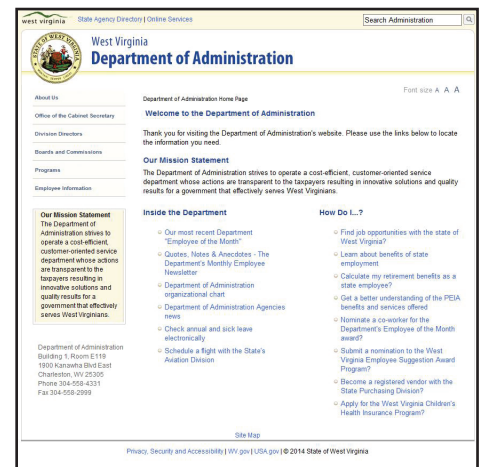 west virginia
State Agency Directory | Online Services
Search Administration
STATE OF WEST VIRGINIA
West Virginia
Department of Administration
Font size A A A
About Us
Office of the Cabinet Secretary
Division Directors
Boards and Commissions
Programs
Employee Information
Our Mission Statement
The Department of
Administration strives to
operate a cost-efficient,
customer-oriented service
department whose actions
are transparent to the
taxpayers resulting in
innovative solutions and
quality results for a
government that effectively
serves West Virginians.
Department of Administration
Building 1, Room E119
1900 Kanawha Blvd East
Charleston, WV 25305
Phone 304-558-4331
Fax 304-558-2999
Department of Administration Home Page
Welcome to the Department of Administration
Thank you for visiting the Department of Administration's website. Please use the links below to locate
the information you need.
Our Mission Statement
The Department of Administration strives to operate a cost-efficient, customer-oriented service
department whose actions are transparent to the taxpayers resulting in innovative solutions and quality
results for a government that effectively serves West Virginians.
Inside the Department
Our most recent Department
"Employee of the Month"
Quotes, Notes & Anecdotes - The
Department's Monthly Employee
Newsletter
Department of Administration
organizational chart
Department of Administration Agencies
news
Check annual and sick leave
electronically
Schedule a flight with the State's
Aviation Division
How Do I...?
Find job opportunities with the state of
West Virginia?
Learn about benefits of state
employment
Calculate my retirement benefits as a
state employee?
Get a better understanding of the PEIA
benefits and services offered
Nominate a co-worker for the
Department's Employee of the Month
award?
Submit a nomination to the West
Virginia Employee Suggestion Award
Program?
Become a registered vendor with the
State Purchasing Division?
Apply for the West Virginia Children's
Health Insurance Program?
Site Map
Privacy, Security and Accessibility | WV.gov | USA.gov | © 2014 State of West Virginia